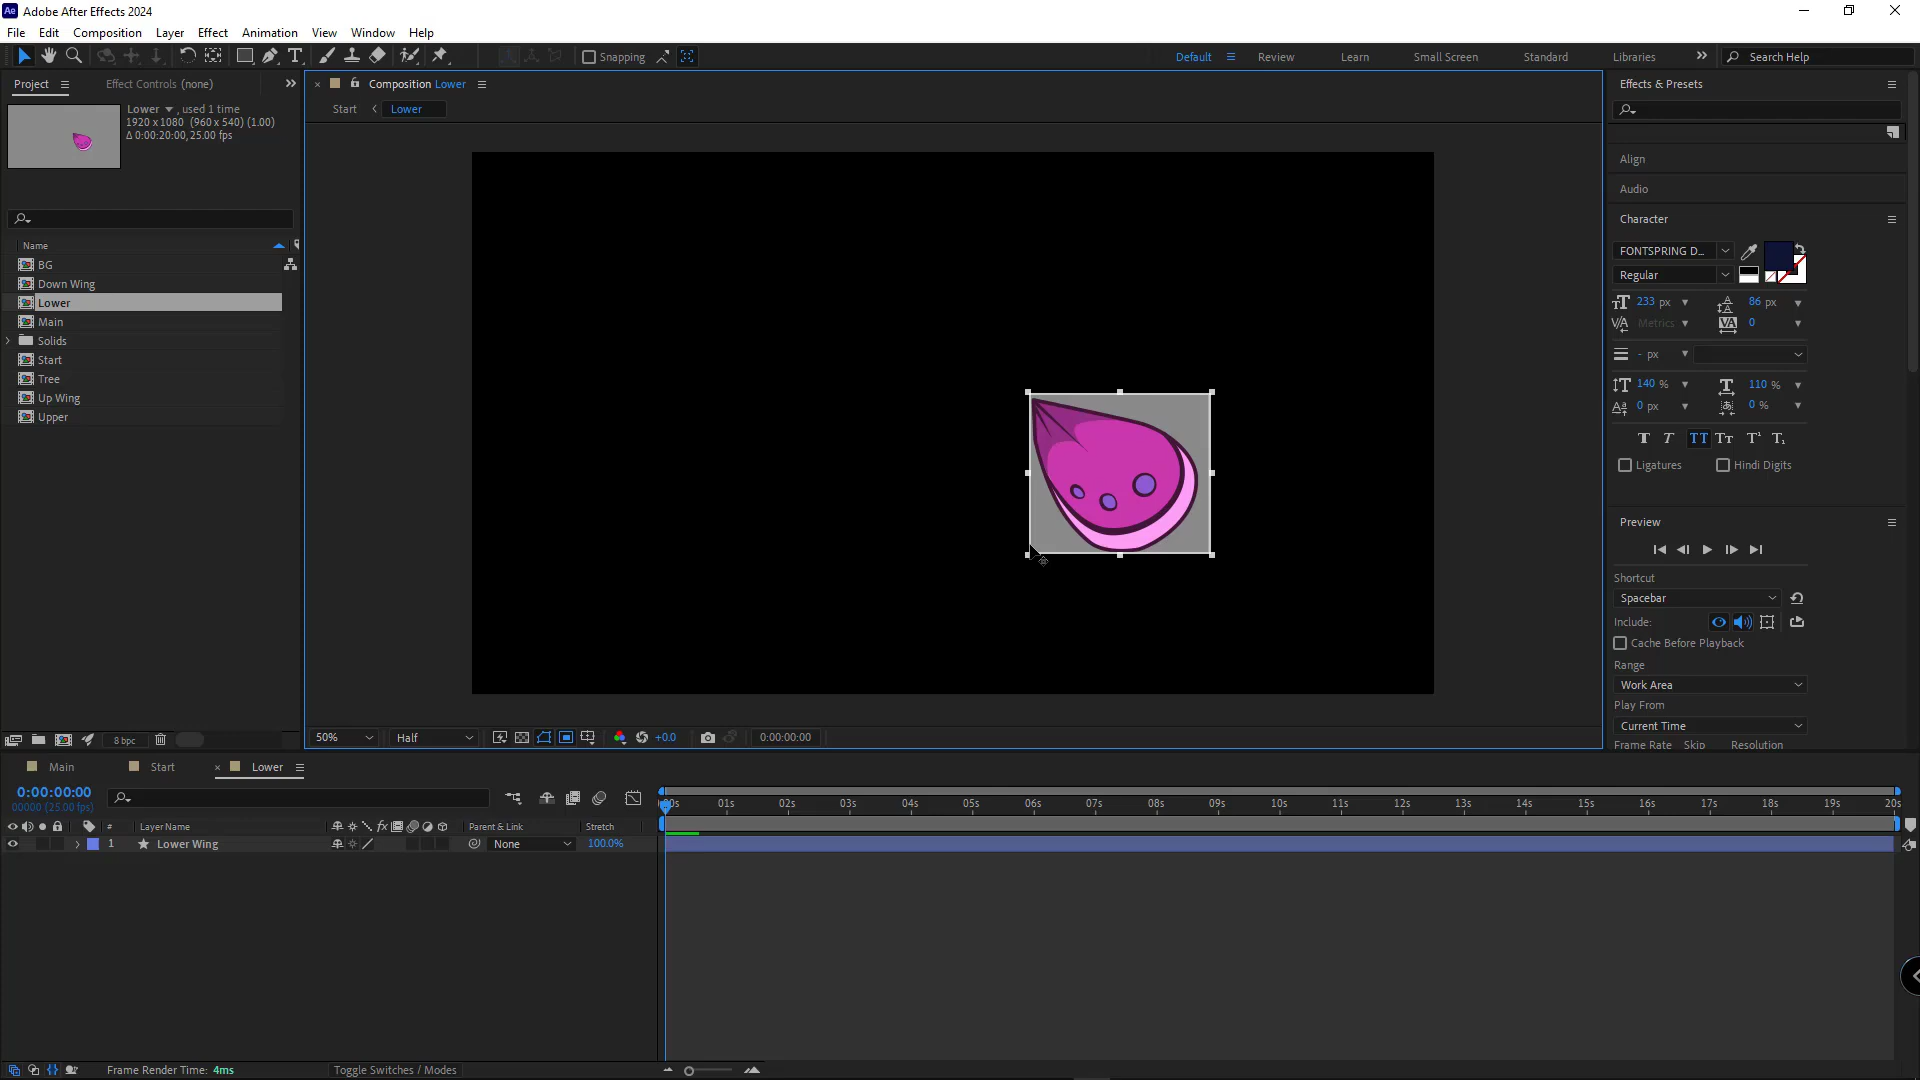 Ae Adobe After Effects 2024
File Edit Composition Layer Effect Animation View Window Help
Snapping Default Review Learn Small Screen Standard Libraries Search Help
Project Effect Controls (none)
Lower , used 1 time
1920 x 1080 (960 x 540) (1.00)
Δ 0:00:20:00, 25.00 fps
Name
BG
Down Wing
Lower
Main
Solids
Start
Tree
Up Wing
Upper
8 bpc
Composition Lower
Start Lower
50% Half +0.0 0:00:00:00
Effects & Presets
Align
Audio
Character
FONTSPRING D...
Regular
233 px 86 px
Metrics 0
- px
140 % 110 %
0 px 0 %
T T TT Tт T¹ T₁
Ligatures Hindi Digits
Preview
Shortcut
Spacebar
Include:
Cache Before Playback
Range
Work Area
Play From
Current Time
Frame Rate Skip Resolution
Main Start Lower
0:00:00:00
00000 (25.00 fps)
00s 01s 02s 03s 04s 05s 06s 07s 08s 09s 10s 11s 12s 13s 14s 15s 16s 17s 18s 19s 20s
# Layer Name fx Parent & Link Stretch
1 Lower Wing None 100.0%
Frame Render Time: 4ms Toggle Switches / Modes